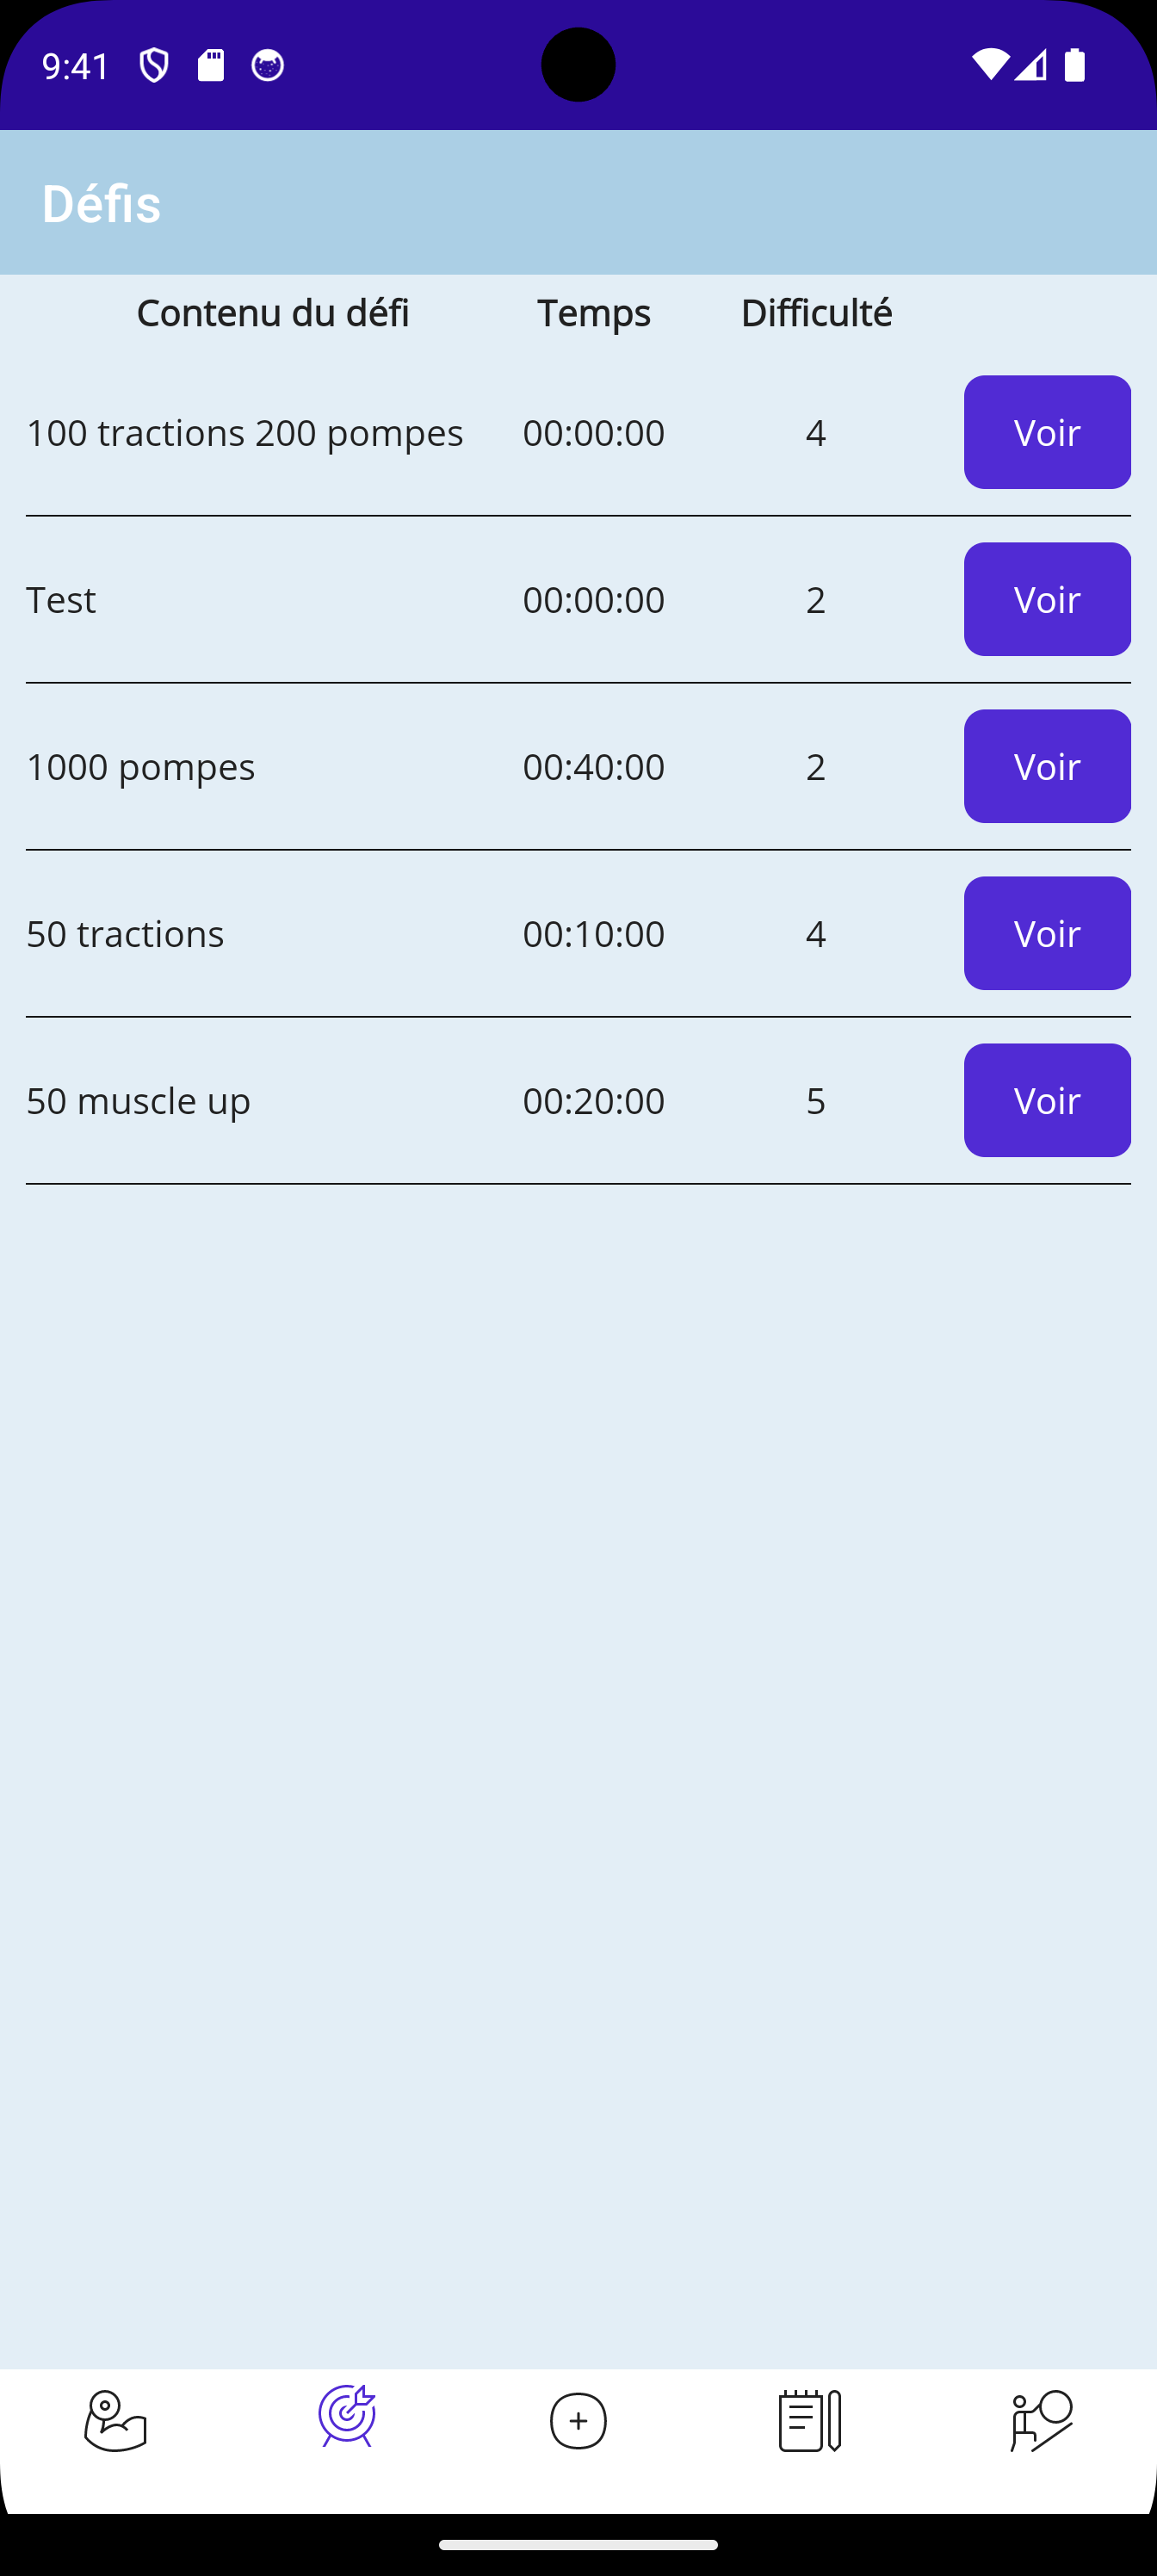 9:41
Défis
Contenu du défi Temps Difficulté
100 tractions 200 pompes 00:00:00 4 Voir
Test 00:00:00 2 Voir
1000 pompes 00:40:00 2 Voir
50 tractions 00:10:00 4 Voir
50 muscle up 00:20:00 5 Voir